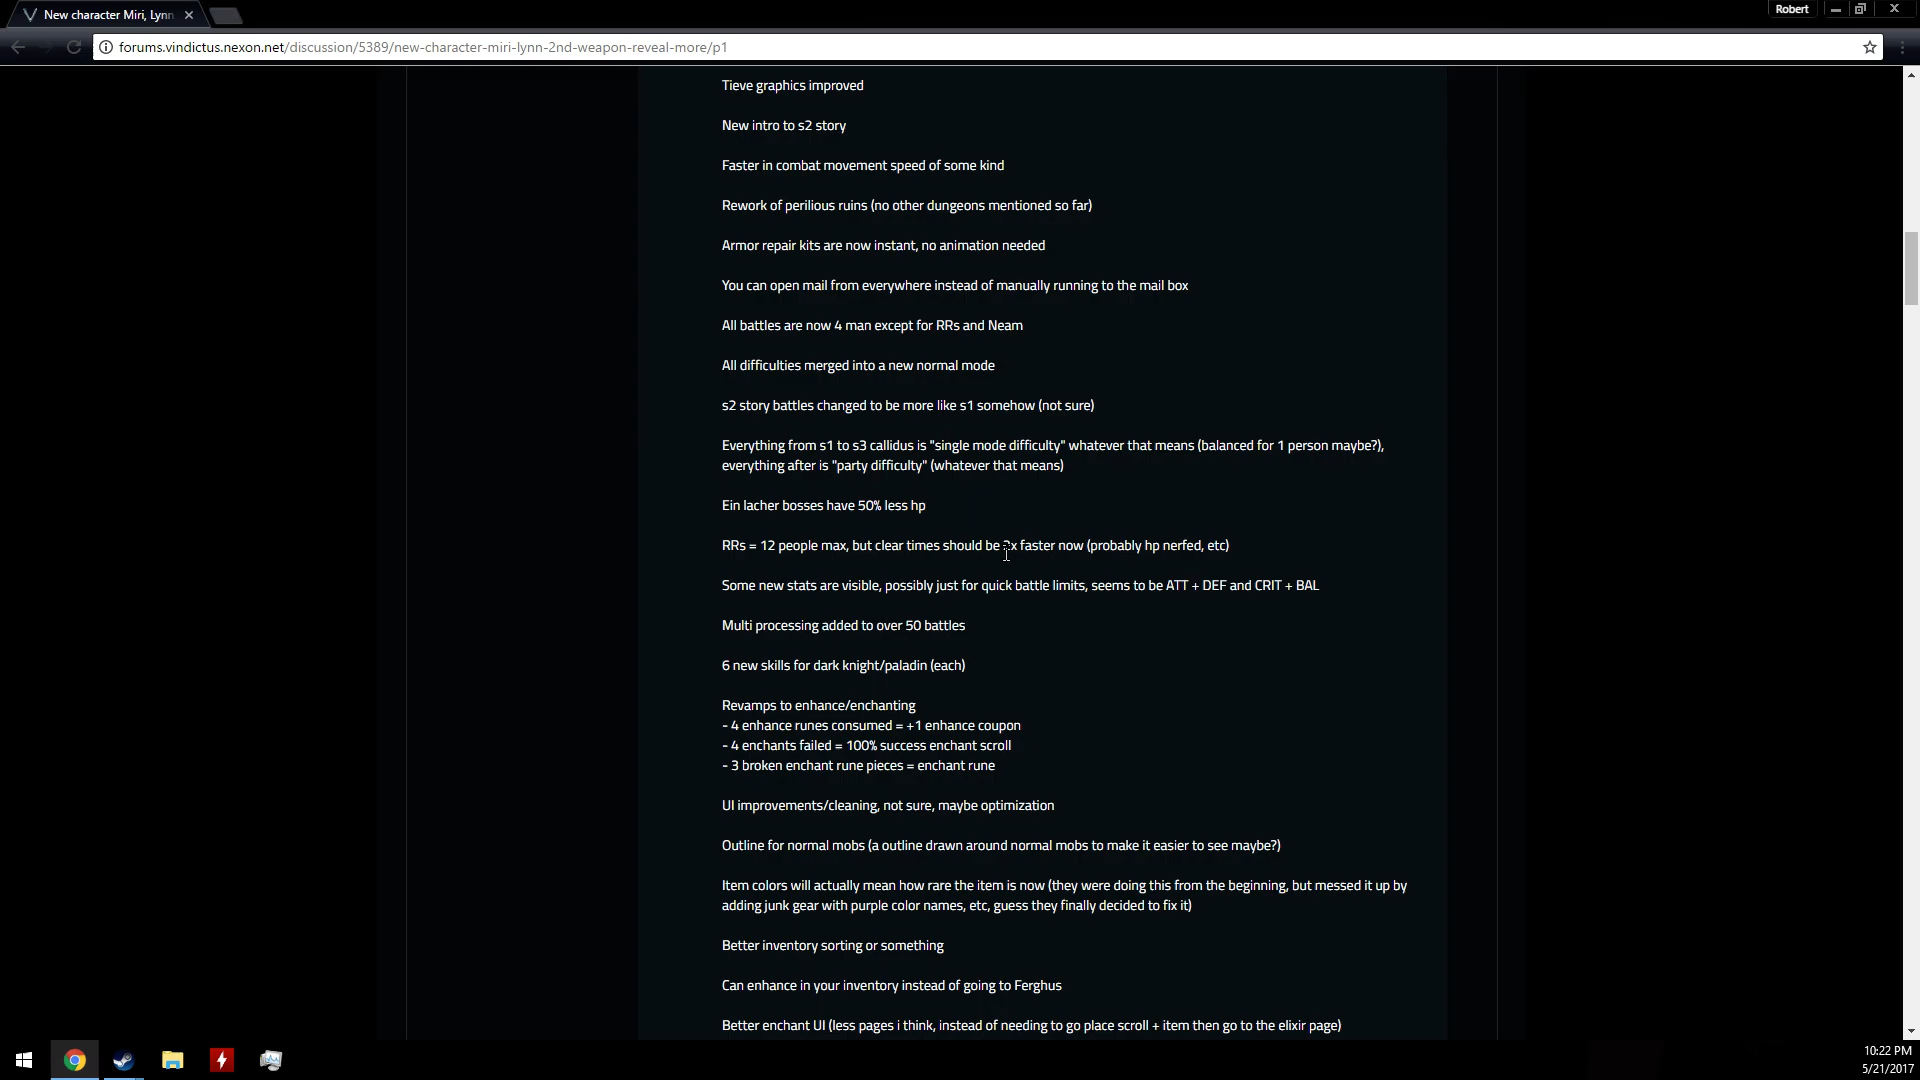 New character Miri, Lynn
Robert
forums.vindictus.nexon.net/discussion/5389/new-character-miri-lynn-2nd-weapon-reveal-more/p1
Tieve graphics improved
New intro to s2 story
Faster in combat movement speed of some kind
Rework of perilious ruins (no other dungeons mentioned so far)
Armor repair kits are now instant, no animation needed
You can open mail from everywhere instead of manually running to the mail box
All battles are now 4 man except for RRs and Neam
All difficulties merged into a new normal mode
s2 story battles changed to be more like s1 somehow (not sure)
Everything from s1 to s3 callidus is "single mode difficulty" whatever that means (balanced for 1 person maybe?),
everything after is "party difficulty" (whatever that means)
Ein lacher bosses have 50% less hp
RRs = 12 people max, but clear times should be faster now (probably hp nerfed, etc)
Some new stats are visible, possibly just for quick battle limits, seems to be ATT + DEF and CRIT + BAL
Multi processing added to over 50 battles
6 new skills for dark knight/paladin (each)
Revamps to enhance/enchanting
- 4 enhance runes consumed = +1 enhance coupon
- 4 enchants failed = 100% success enchant scroll
- 3 broken enchant rune pieces = enchant rune
UI improvements/cleaning, not sure, maybe optimization
Outline for normal mobs (a outline drawn around normal mobs to make it easier to see maybe?)
Item colors will actually mean how rare the item is now (they were doing this from the beginning, but messed it up by
adding junk gear with purple color names, etc, guess they finally decided to fix it)
Better inventory sorting or something
Can enhance in your inventory instead of going to Ferghus
Better enchant UI (less pages i think, instead of needing to go place scroll + item then go to the elixir page)
10:22 PM
5/21/2017